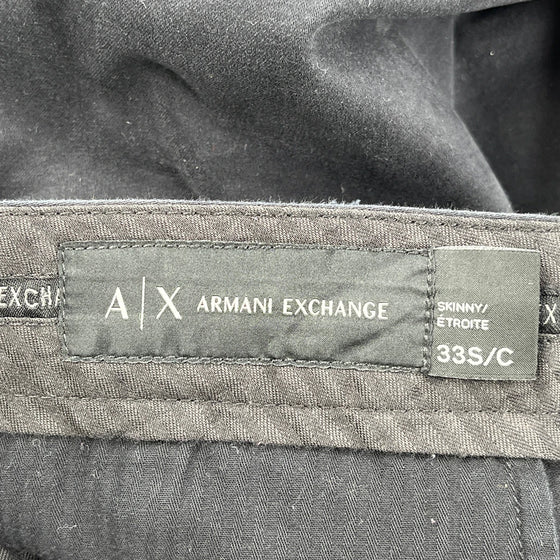 EXCHA
A|X ARMANI EXCHANGE
SKINNY/
ÉTROITE
33S/C
X